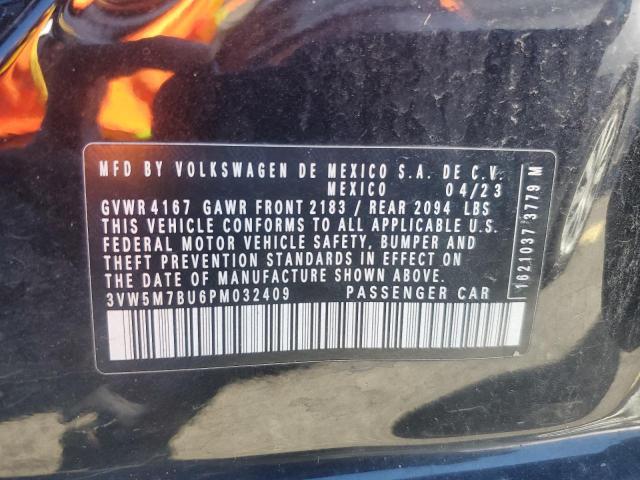 MFD BY VOLKSWAGEN DE MEXICO S.A. DE C.V.
MEXICO 04/23
GVWR 4167 GAWR FRONT 2183 / REAR 2094 LBS
THIS VEHICLE CONFORMS TO ALL APPLICABLE U.S.
FEDERAL MOTOR VEHICLE SAFETY, BUMPER AND
THEFT PREVENTION STANDARDS IN EFFECT ON
THE DATE OF MANUFACTURE SHOWN ABOVE.
3VW5M7BU6PM032409 PASSENGER CAR
1621037 3779 M